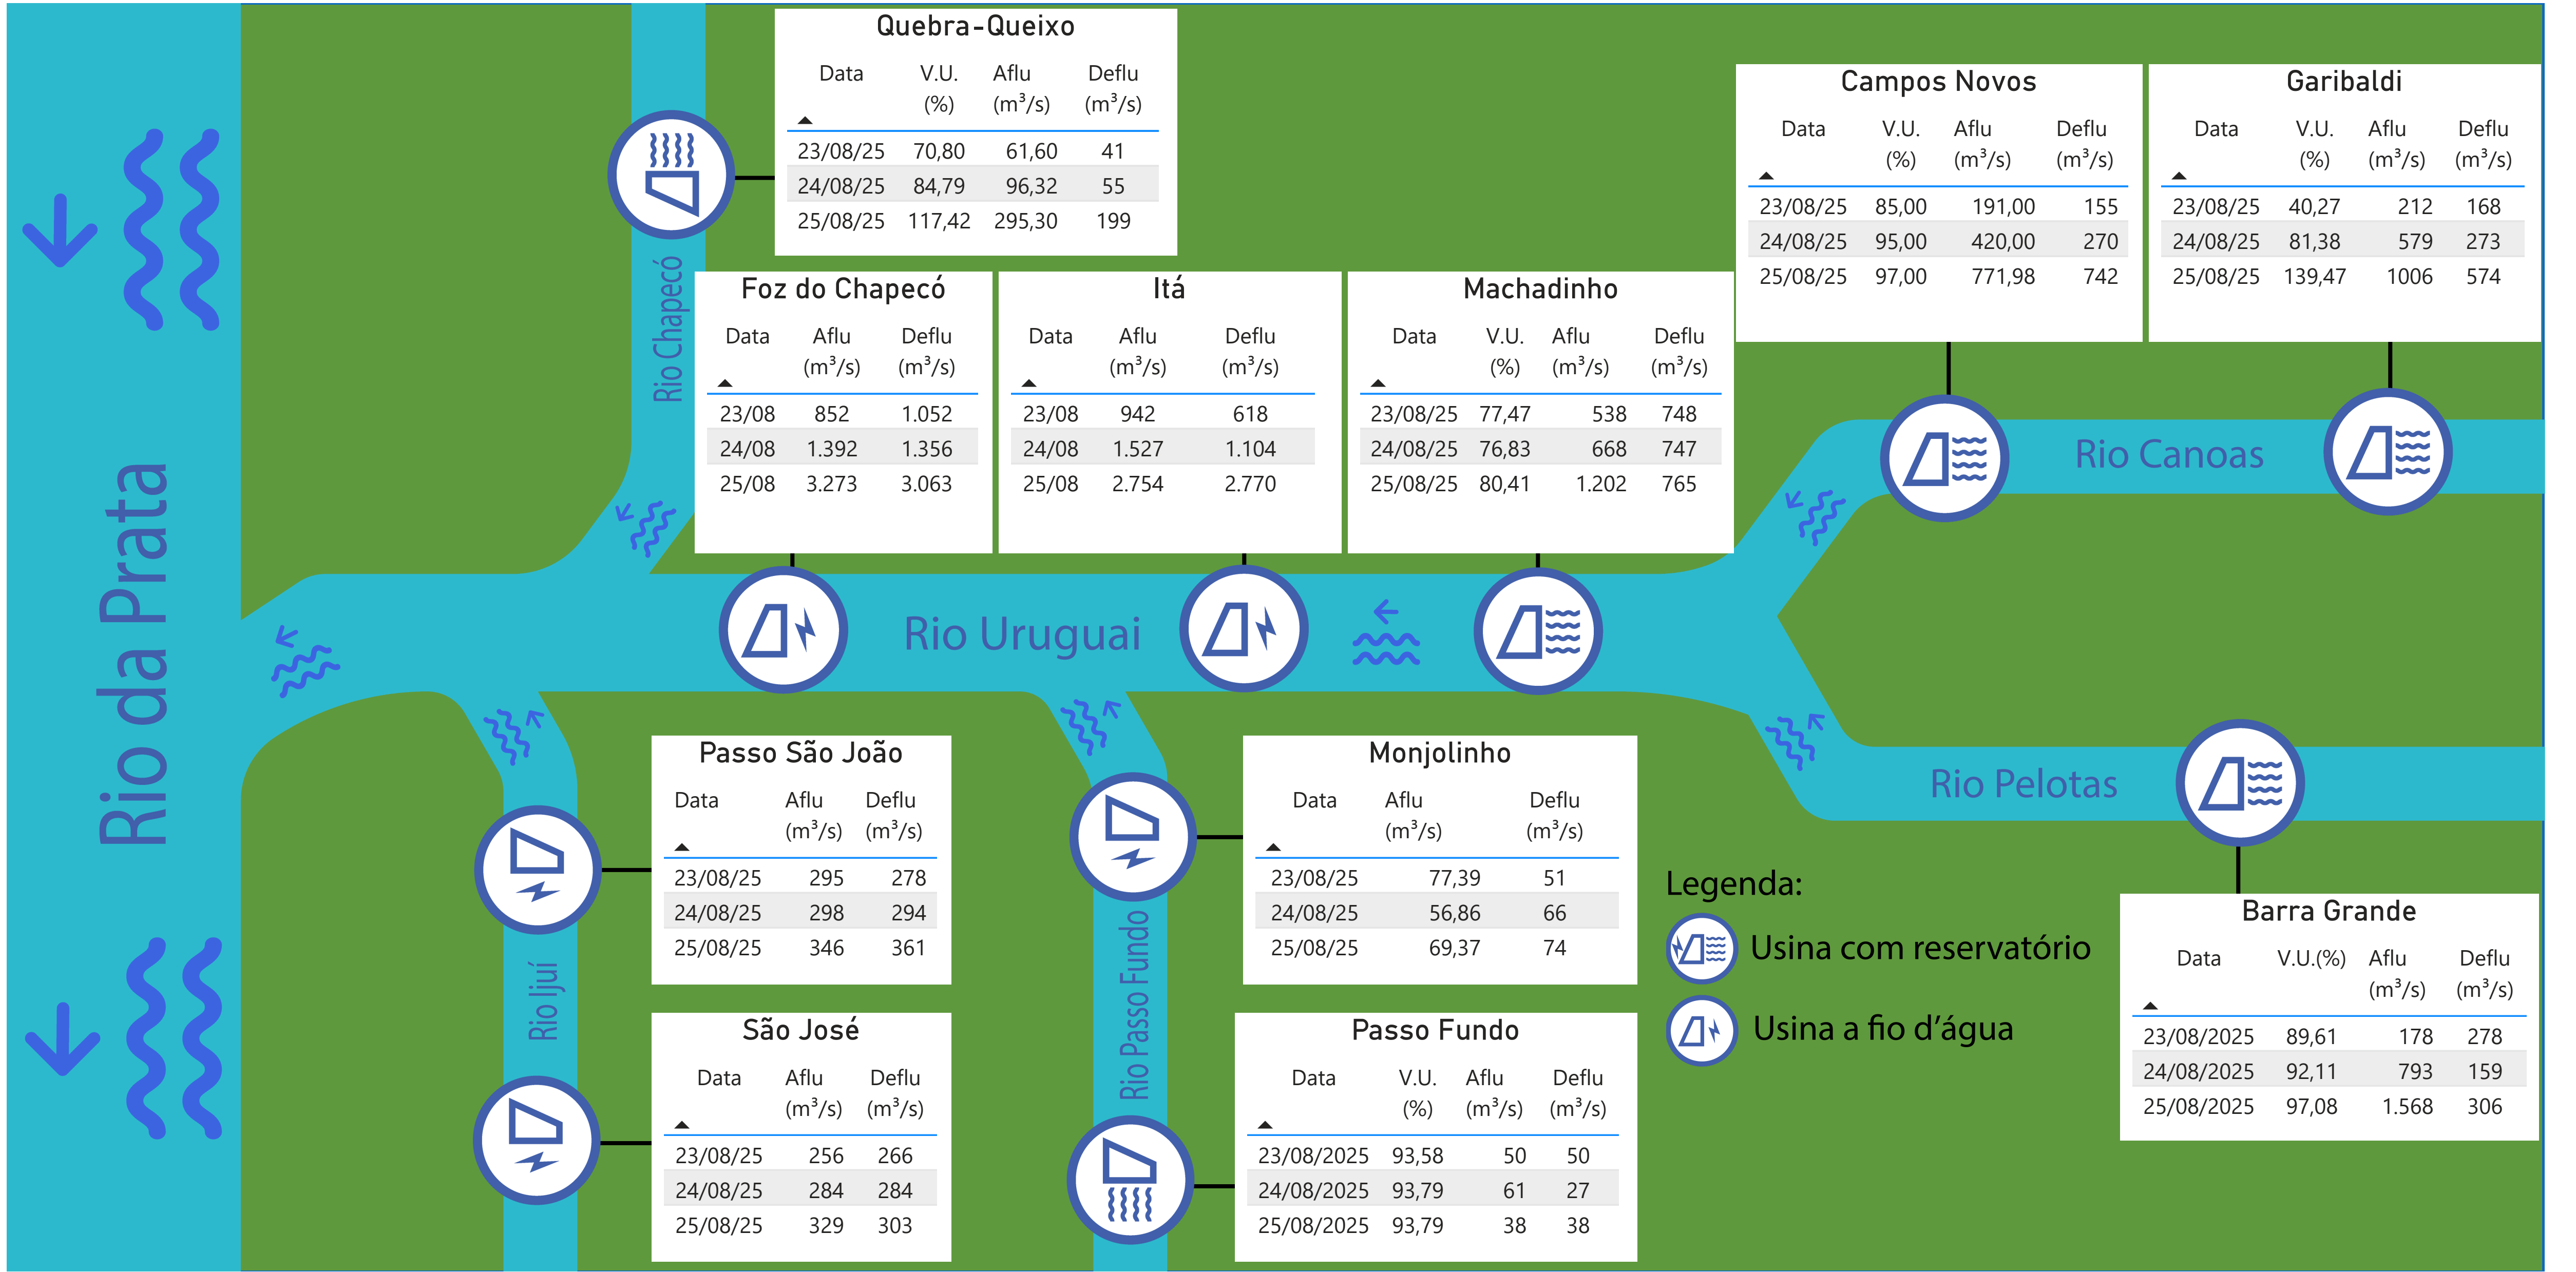 Quebra-Queixo
Data V.U. (%) Aflu (m³/s) Deflu (m³/s)
23/08/25 70,80 61,60 41
24/08/25 84,79 96,32 55
25/08/25 117,42 295,30 199
Campos Novos
Data V.U. (%) Aflu (m³/s) Deflu (m³/s)
23/08/25 85,00 191,00 155
24/08/25 95,00 420,00 270
25/08/25 97,00 771,98 742
Garibaldi
Data V.U. (%) Aflu (m³/s) Deflu (m³/s)
23/08/25 40,27 212 168
24/08/25 81,38 579 273
25/08/25 139,47 1006 574
Rio Chapecó
Foz do Chapecó
Data Aflu (m³/s) Deflu (m³/s)
23/08 852 1.052
24/08 1.392 1.356
25/08 3.273 3.063
Itá
Data Aflu (m³/s) Deflu (m³/s)
23/08 942 618
24/08 1.527 1.104
25/08 2.754 2.770
Machadinho
Data V.U. (%) Aflu (m³/s) Deflu (m³/s)
23/08/25 77,47 538 748
24/08/25 76,83 668 747
25/08/25 80,41 1.202 765
Rio Canoas
Rio da Prata
Rio Uruguai
Rio Pelotas
Passo São João
Data Aflu (m³/s) Deflu (m³/s)
23/08/25 295 278
24/08/25 298 294
25/08/25 346 361
Monjolinho
Data Aflu (m³/s) Deflu (m³/s)
23/08/25 77,39 51
24/08/25 56,86 66
25/08/25 69,37 74
Legenda:
Usina com reservatório
Usina a fio d’água
Barra Grande
Data V.U.(%) Aflu (m³/s) Deflu (m³/s)
23/08/2025 89,61 178 278
24/08/2025 92,11 793 159
25/08/2025 97,08 1.568 306
Rio Ijuí
Rio Passo Fundo
São José
Data Aflu (m³/s) Deflu (m³/s)
23/08/25 256 266
24/08/25 284 284
25/08/25 329 303
Passo Fundo
Data V.U. (%) Aflu (m³/s) Deflu (m³/s)
23/08/2025 93,58 50 50
24/08/2025 93,79 61 27
25/08/2025 93,79 38 38